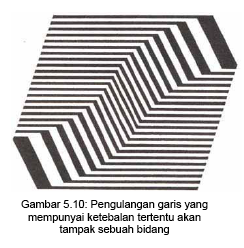 Gambar 5.10: Pengulangan garis yang
mempunyai ketebalan tertentu akan
tampak sebuah bidang